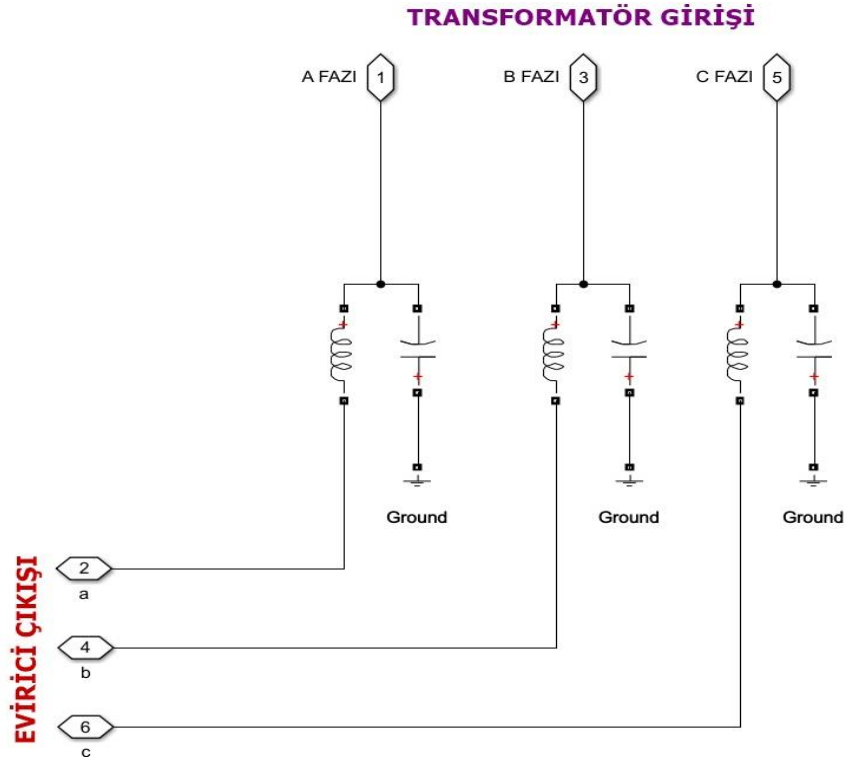 TRANSFORMATÖR GİRİŞİ
A FAZI 1
B FAZI 3
C FAZI 5
Ground
Ground
Ground
EVİRİCİ ÇIKIŞI
2
a
4
b
6
c